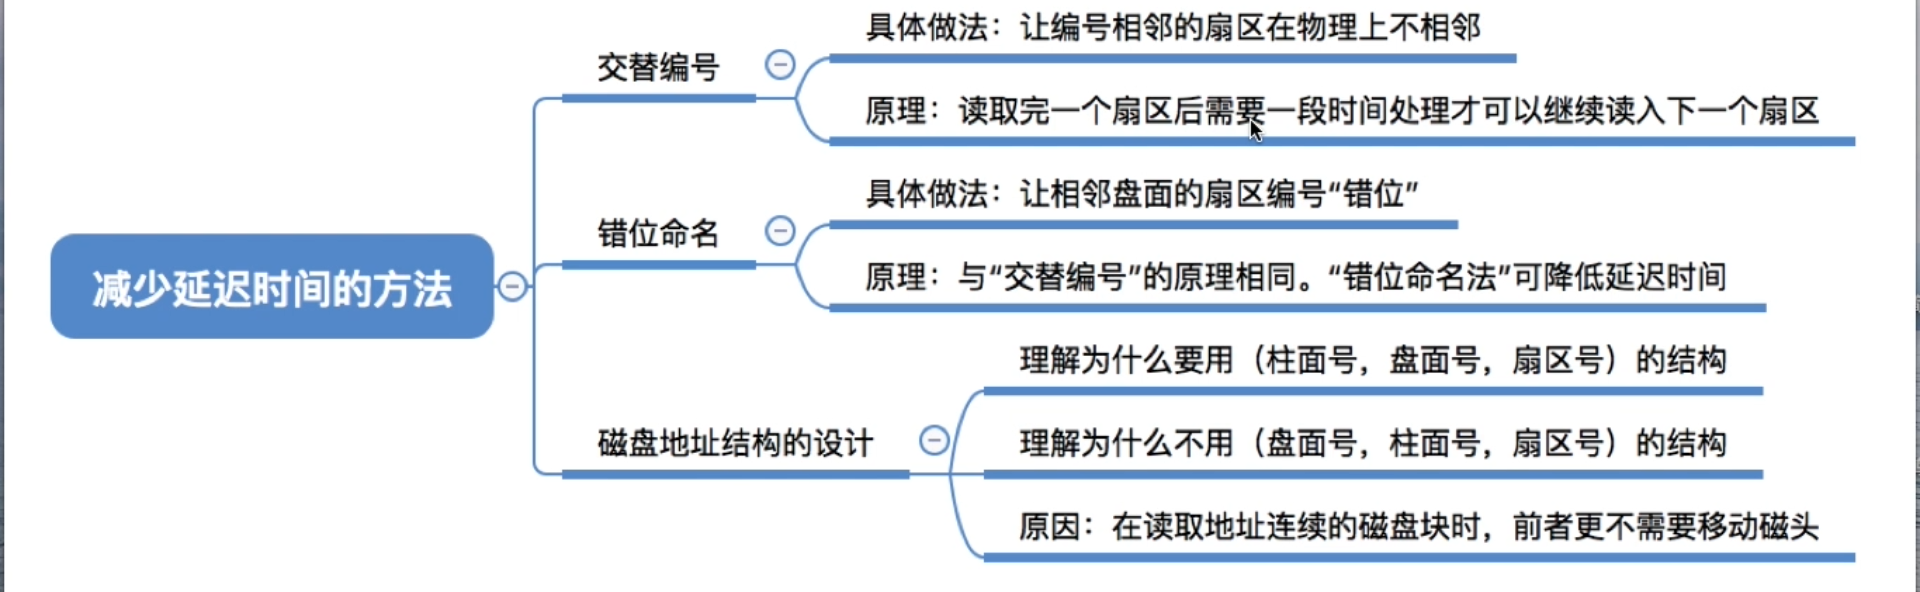 减少延迟时间的方法
交替编号
具体做法：让编号相邻的扇区在物理上不相邻
原理：读取完一个扇区后需要一段时间处理才可以继续读入下一个扇区
错位命名
具体做法：让相邻盘面的扇区编号“错位”
原理：与“交替编号”的原理相同。“错位命名法”可降低延迟时间
磁盘地址结构的设计
理解为什么要用（柱面号，盘面号，扇区号）的结构
理解为什么不用（盘面号，柱面号，扇区号）的结构
原因：在读取地址连续的磁盘块时，前者更不需要移动磁头